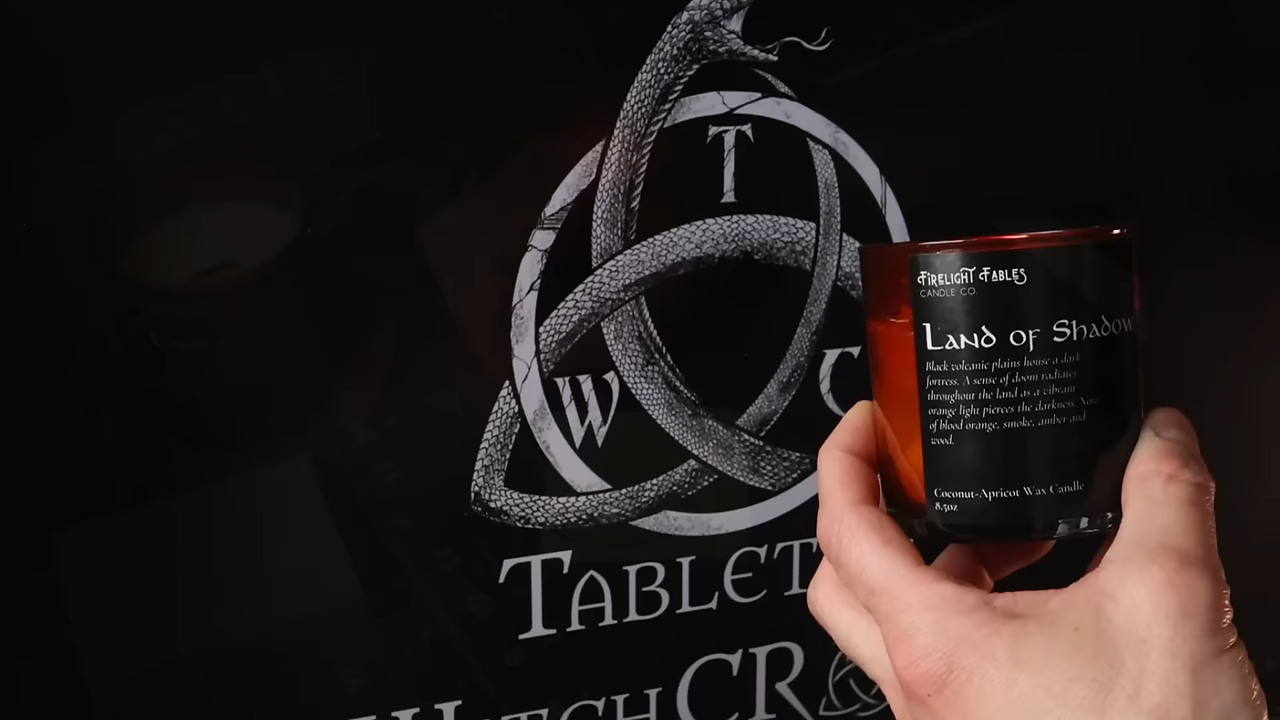 T
W C
TABLET
WITCHCR
FIRELIGHT FABLES
CANDLE CO.
LAND OF SHADOW
Black volcanic plains house a dark
fortress. A sense of doom radiates
throughout the land as a vibrant
orange light pierces the darkness.
of blood orange, smoke, amber and
wood.
Coconut-Apricot Wax Candle
8.5oz